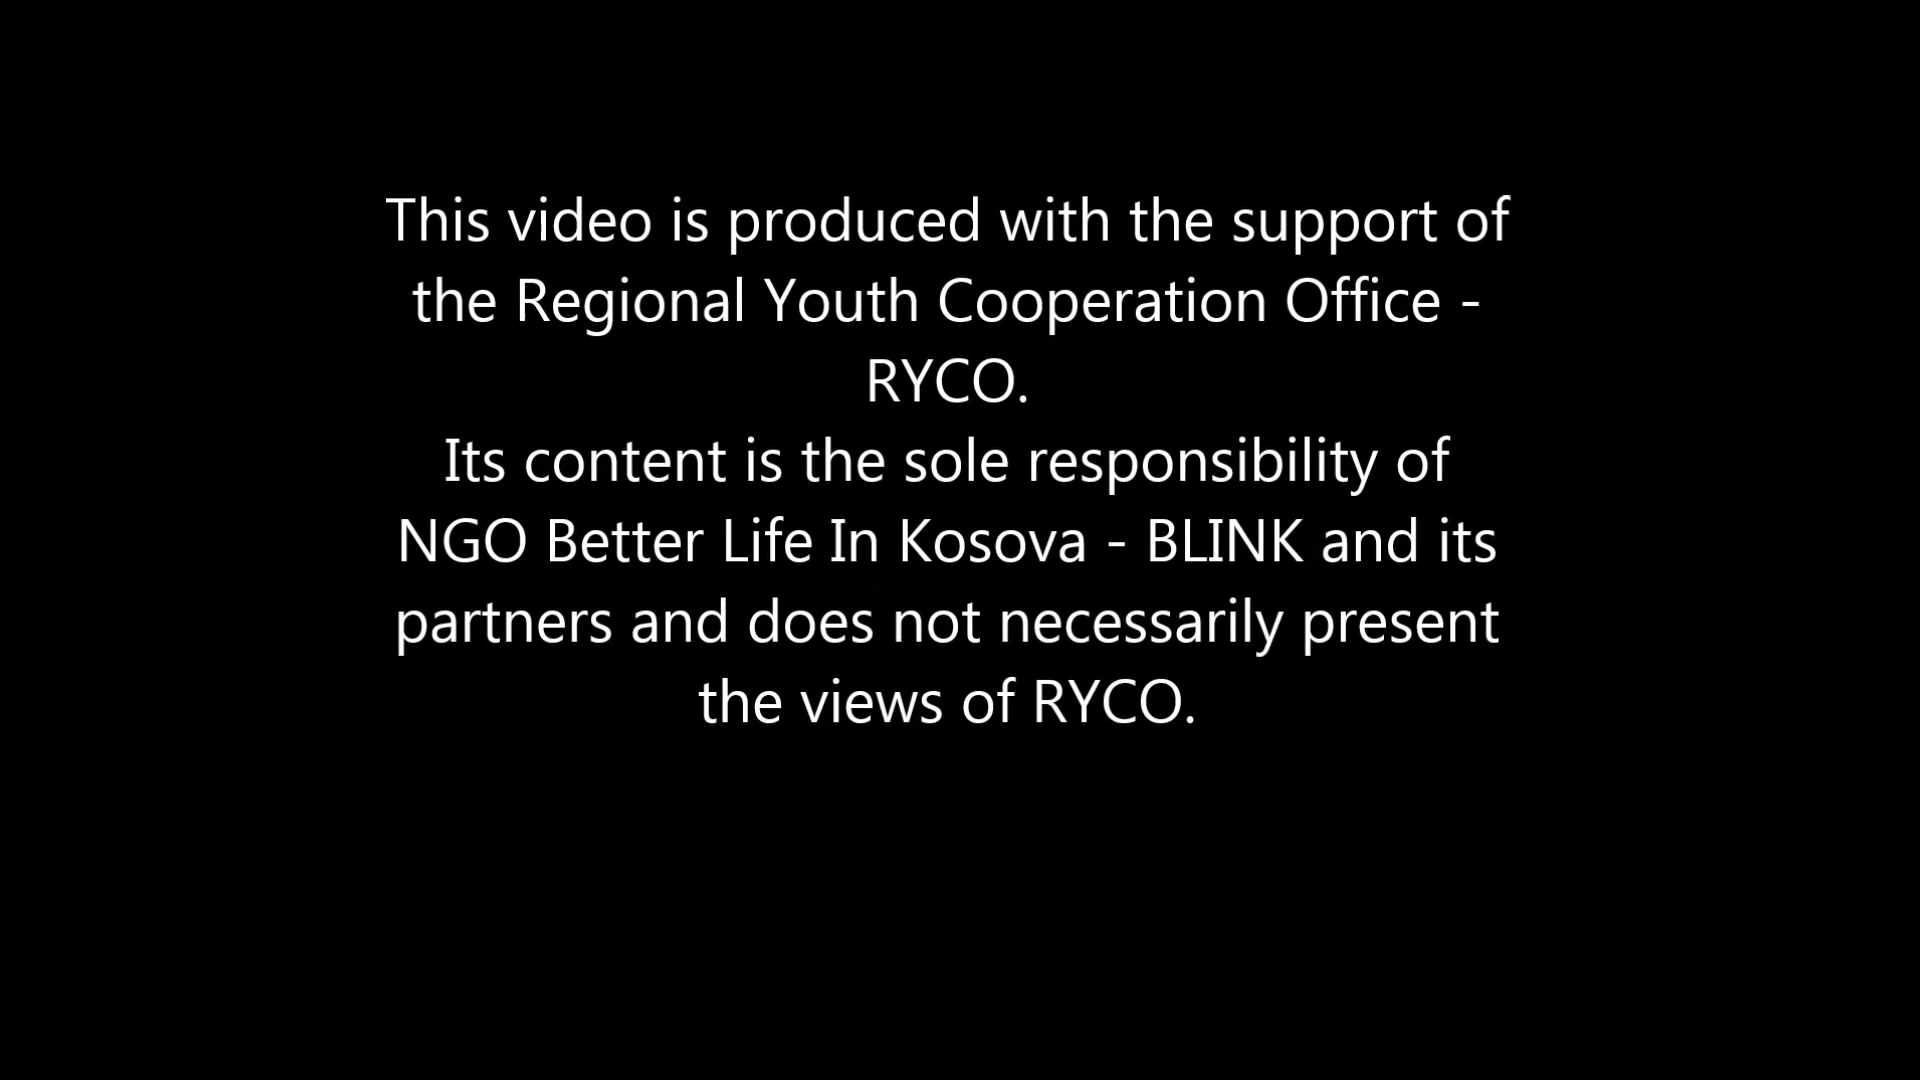 This video is produced with the support of
the Regional Youth Cooperation Office -
RYCO.
Its content is the sole responsibility of
NGO Better Life In Kosova - BLINK and its
partners and does not necessarily present
the views of RYCO.